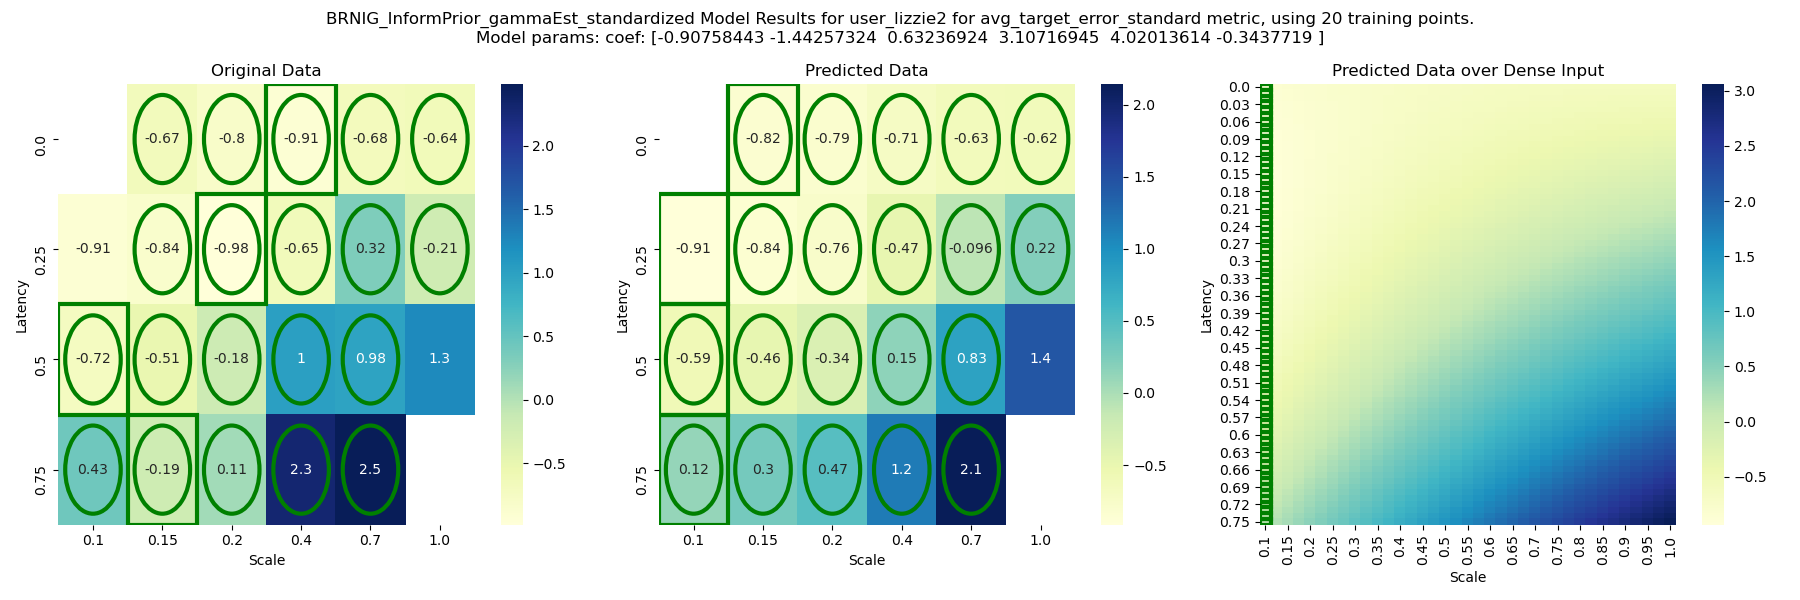 BRNIG_InformPrior_gammaEst_standardized Model Results for user_lizzie2 for avg_target_error_standard metric, using 20 training points.
Model params: coef: [-0.90758443 -1.44257324  0.63236924  3.10716945  4.02013614 -0.3437719 ]
Original Data
Latency
0.0
0.25
0.5
0.75
-0.67 -0.8 -0.91 -0.68 -0.64
-0.91 -0.84 -0.98 -0.65 0.32 -0.21
-0.72 -0.51 -0.18 1 0.98 1.3
0.43 -0.19 0.11 2.3 2.5
0.1 0.15 0.2 0.4 0.7 1.0
Scale
2.0
1.5
1.0
0.5
0.0
−0.5
Predicted Data
Latency
0.0
0.25
0.5
0.75
-0.82 -0.79 -0.71 -0.63 -0.62
-0.91 -0.84 -0.76 -0.47 -0.096 0.22
-0.59 -0.46 -0.34 0.15 0.83 1.4
0.12 0.3 0.47 1.2 2.1
0.1 0.15 0.2 0.4 0.7 1.0
Scale
2.0
1.5
1.0
0.5
0.0
−0.5
Predicted Data over Dense Input
Latency
0.0
0.03
0.06
0.09
0.12
0.15
0.18
0.21
0.24
0.27
0.3
0.33
0.36
0.39
0.42
0.45
0.48
0.51
0.54
0.57
0.6
0.63
0.66
0.69
0.72
0.75
0.1 0.15 0.2 0.25 0.3 0.35 0.4 0.45 0.5 0.55 0.6 0.65 0.7 0.75 0.8 0.85 0.9 0.95 1.0
Scale
3.0
2.5
2.0
1.5
1.0
0.5
0.0
−0.5